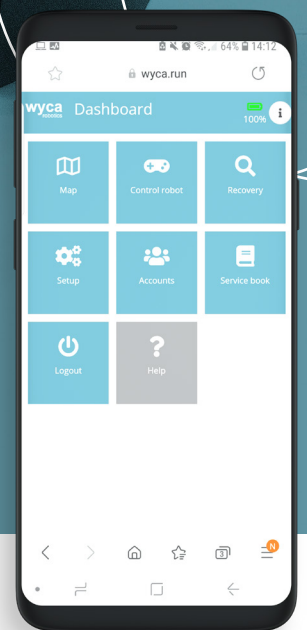 64% 14:12
wyca.run
wyca Dashboard
robotics
100% i
Map
Control robot
Recovery
Setup
Accounts
Service book
Logout
?
Help
3
N